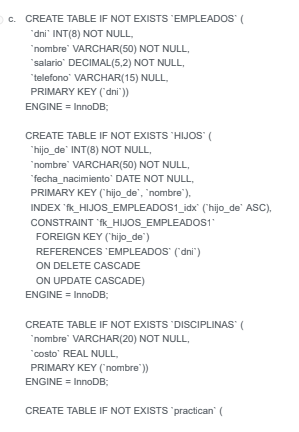 c. CREATE TABLE IF NOT EXISTS `EMPLEADOS` (
`dni` INT(8) NOT NULL,
`nombre` VARCHAR(50) NOT NULL,
`salario` DECIMAL(5,2) NOT NULL,
`telefono` VARCHAR(15) NULL,
PRIMARY KEY (`dni`))
ENGINE = InnoDB;
CREATE TABLE IF NOT EXISTS `HIJOS` (
`hijo_de` INT(8) NOT NULL,
`nombre` VARCHAR(50) NOT NULL,
`fecha_nacimiento` DATE NOT NULL,
PRIMARY KEY (`hijo_de`, `nombre`),
INDEX `fk_HIJOS_EMPLEADOS1_idx` (`hijo_de` ASC),
CONSTRAINT `fk_HIJOS_EMPLEADOS1`
FOREIGN KEY (`hijo_de`)
REFERENCES `EMPLEADOS` (`dni`)
ON DELETE CASCADE
ON UPDATE CASCADE)
ENGINE = InnoDB;
CREATE TABLE IF NOT EXISTS `DISCIPLINAS` (
`nombre` VARCHAR(20) NOT NULL,
`costo` REAL NULL,
PRIMARY KEY (`nombre`))
ENGINE = InnoDB;
CREATE TABLE IF NOT EXISTS `practican` (